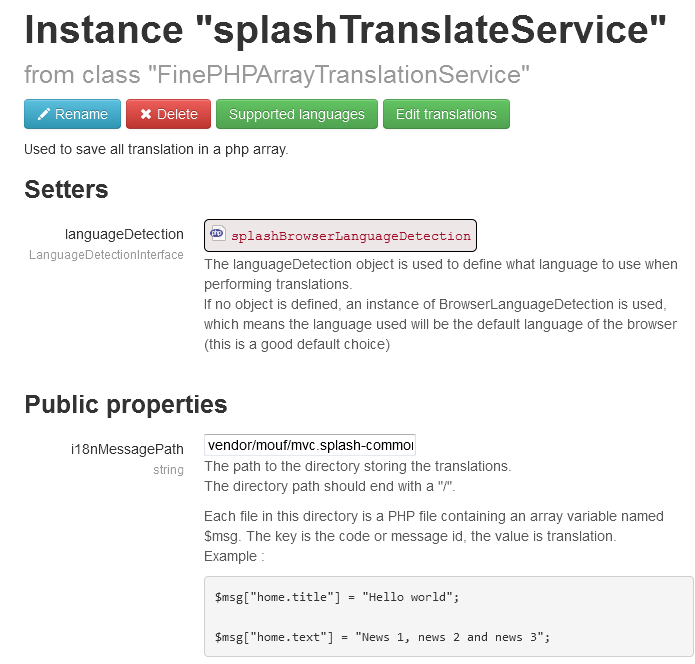 Instance "splashTranslateService"
from class "FinePHPArrayTranslationService"
Rename Delete Supported languages Edit translations
Used to save all translation in a php array.
Setters
languageDetection
LanguageDetectionInterface
php splashBrowserLanguageDetection
The languageDetection object is used to define what language to use when
performing translations.
If no object is defined, an instance of BrowserLanguageDetection is used,
which means the language used will be the default language of the browser
(this is a good default choice)
Public properties
i18nMessagePath
string
vendor/mouf/mvc.splash-common
The path to the directory storing the translations.
The directory path should end with a "/".
Each file in this directory is a PHP file containing an array variable named
$msg. The key is the code or message id, the value is translation.
Example :
$msg["home.title"] = "Hello world";
$msg["home.text"] = "News 1, news 2 and news 3";